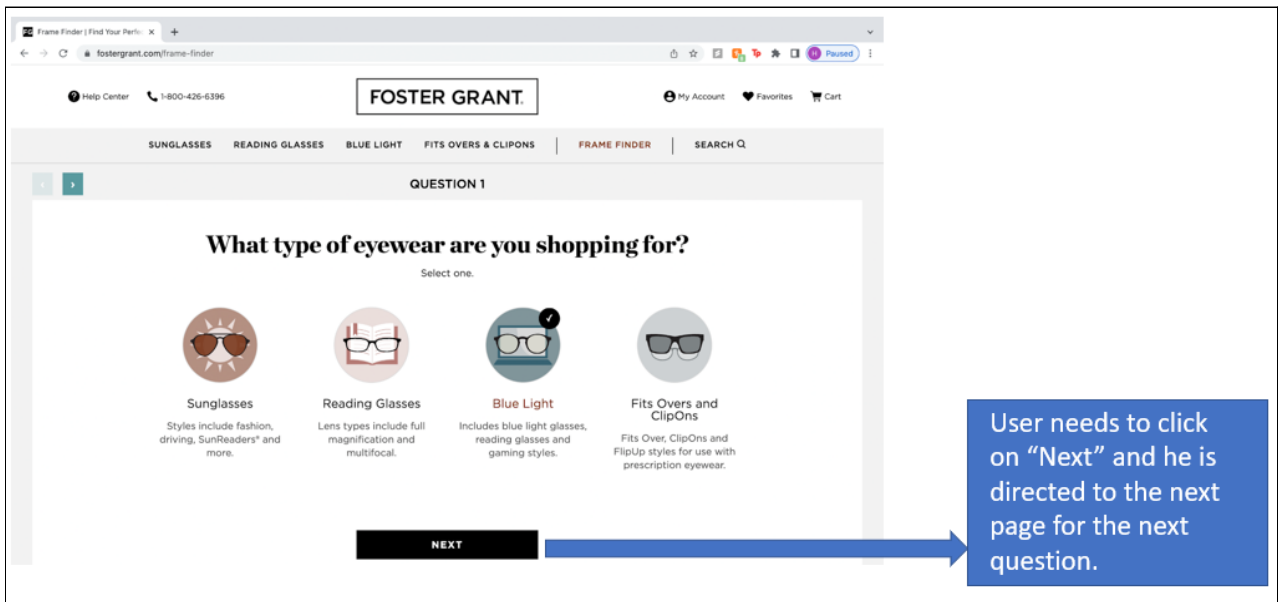 FG Frame Finder | Find Your Perfe
fostergrant.com/frame-finder
H Paused
Help Center 1-800-426-6396
FOSTER GRANT.
My Account Favorites Cart
SUNGLASSES READING GLASSES BLUE LIGHT FITS OVERS & CLIPONS FRAME FINDER SEARCH
QUESTION 1
What type of eyewear are you shopping for?
Select one.
Sunglasses
Styles include fashion,
driving, SunReaders® and
more.
Reading Glasses
Lens types include full
magnification and
multifocal.
Blue Light
Includes blue light glasses,
reading glasses and
gaming styles.
Fits Overs and
ClipOns
Fits Over, ClipOns and
FlipUp styles for use with
prescription eyewear.
NEXT
User needs to click
on “Next” and he is
directed to the next
page for the next
question.